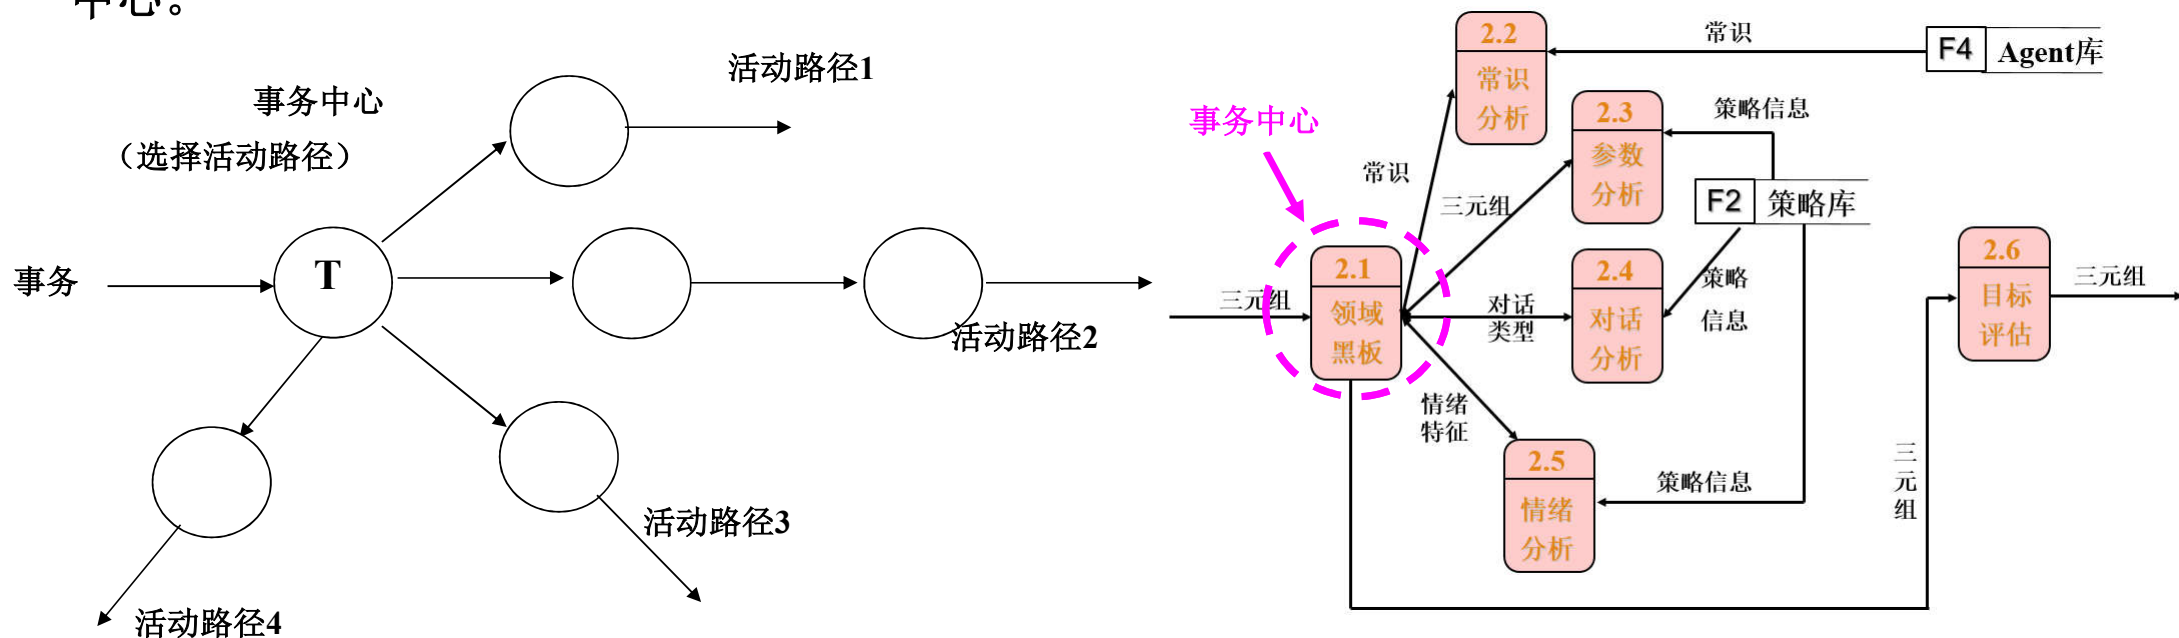 中心。
活动路径1
事务中心
（选择活动路径）
事务
T
活动路径2
活动路径3
活动路径4
事务中心
2.2
常识
分析
常识
F4
Agent库
2.3
参数
分析
策略信息
F2
策略库
常识
三元组
三元组
2.1
领域
黑板
对话
类型
2.4
对话
分析
策略
信息
情绪
特征
2.5
情绪
分析
策略信息
三
元
组
2.6
目标
评估
三元组